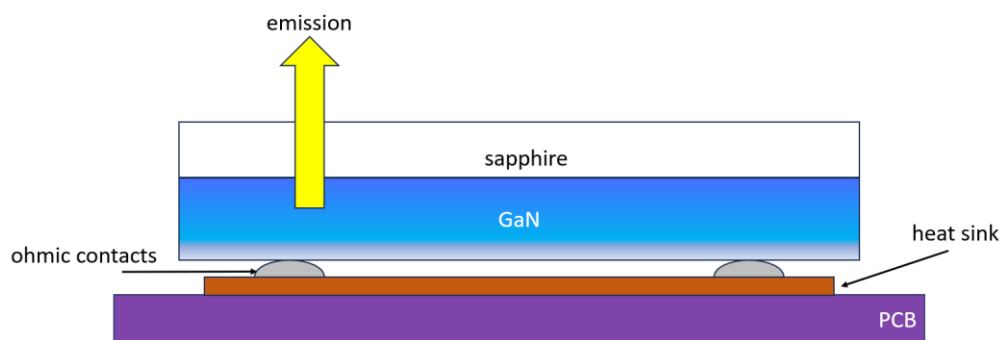 emission
sapphire
GaN
ohmic contacts
heat sink
PCB